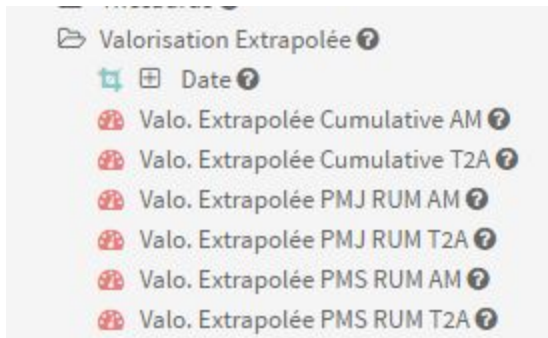 Valorisation Extrapolée ?
Date ?
Valo. Extrapolée Cumulative AM ?
Valo. Extrapolée Cumulative T2A ?
Valo. Extrapolée PMJ RUM AM ?
Valo. Extrapolée PMJ RUM T2A ?
Valo. Extrapolée PMS RUM AM ?
Valo. Extrapolée PMS RUM T2A ?